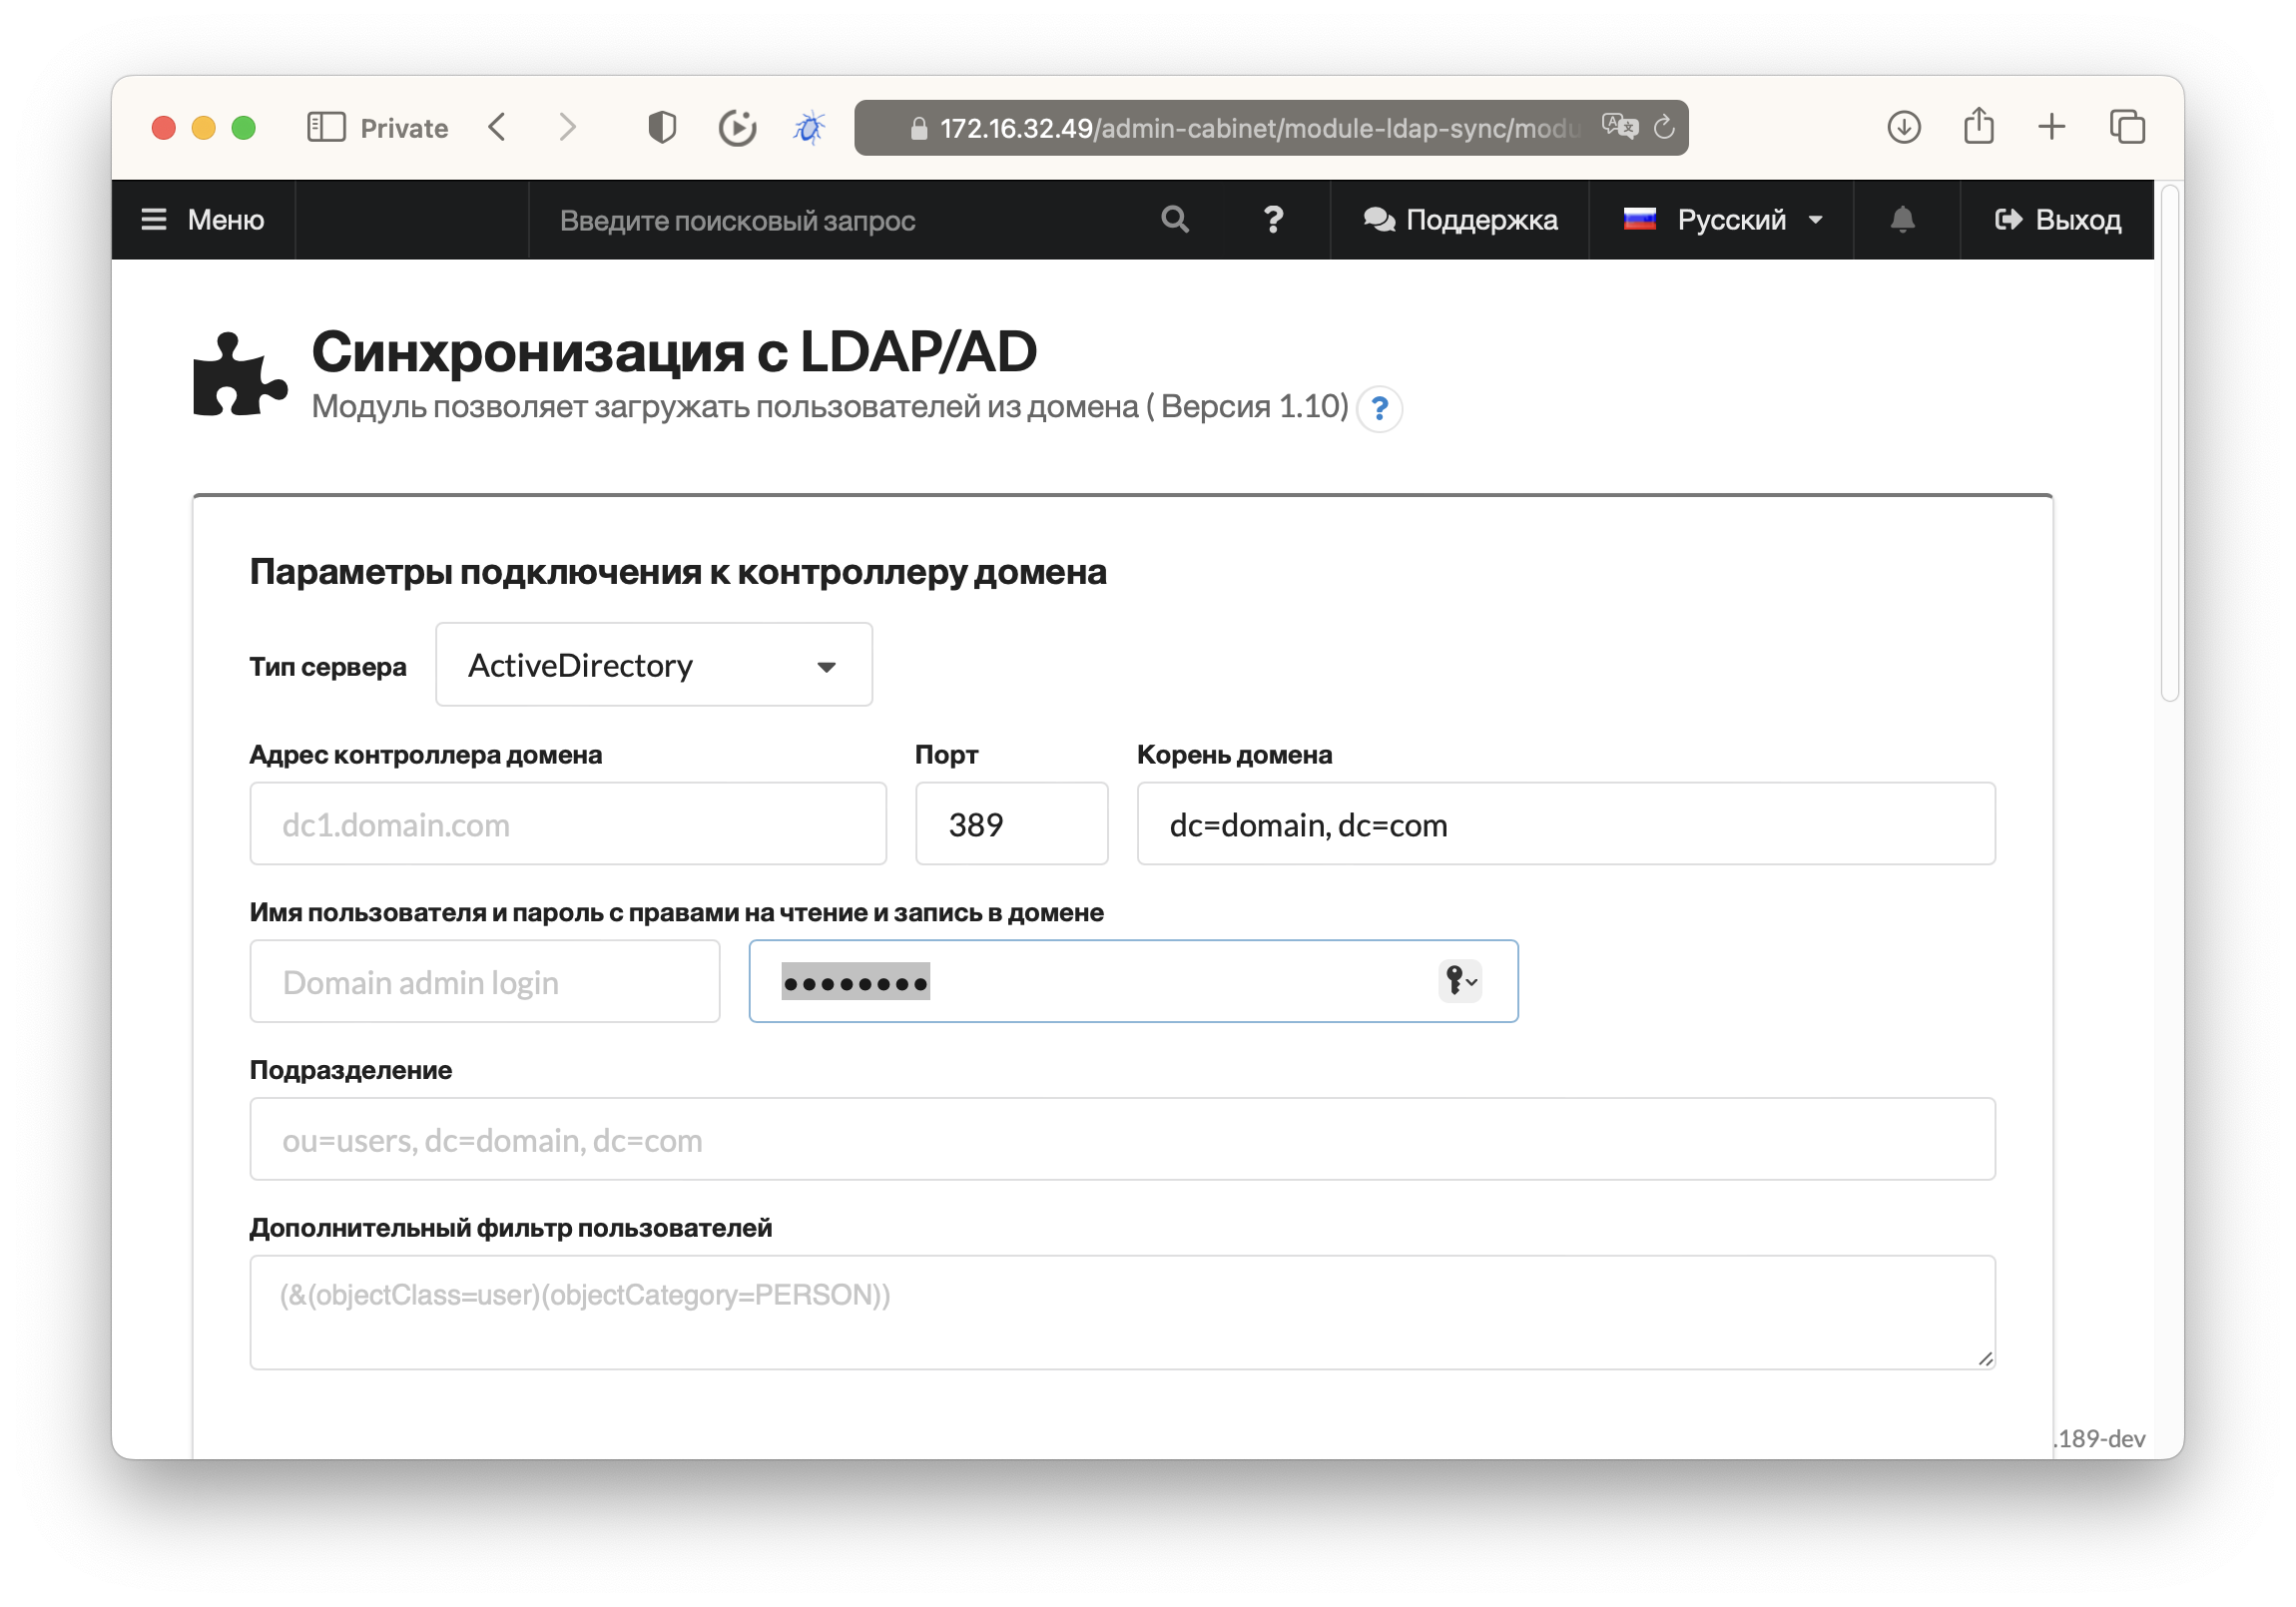 Private
172.16.32.49/admin-cabinet/module-ldap-sync/modu
Меню
Введите поисковый запрос
?
Поддержка
Русский
Выход
Синхронизация с LDAP/AD
Модуль позволяет загружать пользователей из домена ( Версия 1.10) ?
Параметры подключения к контроллеру домена
Тип сервера ActiveDirectory
Адрес контроллера домена Порт Корень домена
dc1.domain.com 389 dc=domain, dc=com
Имя пользователя и пароль с правами на чтение и запись в домене
Domain admin login ••••••••
Подразделение
ou=users, dc=domain, dc=com
Дополнительный фильтр пользователей
(&(objectClass=user)(objectCategory=PERSON))
.189-dev